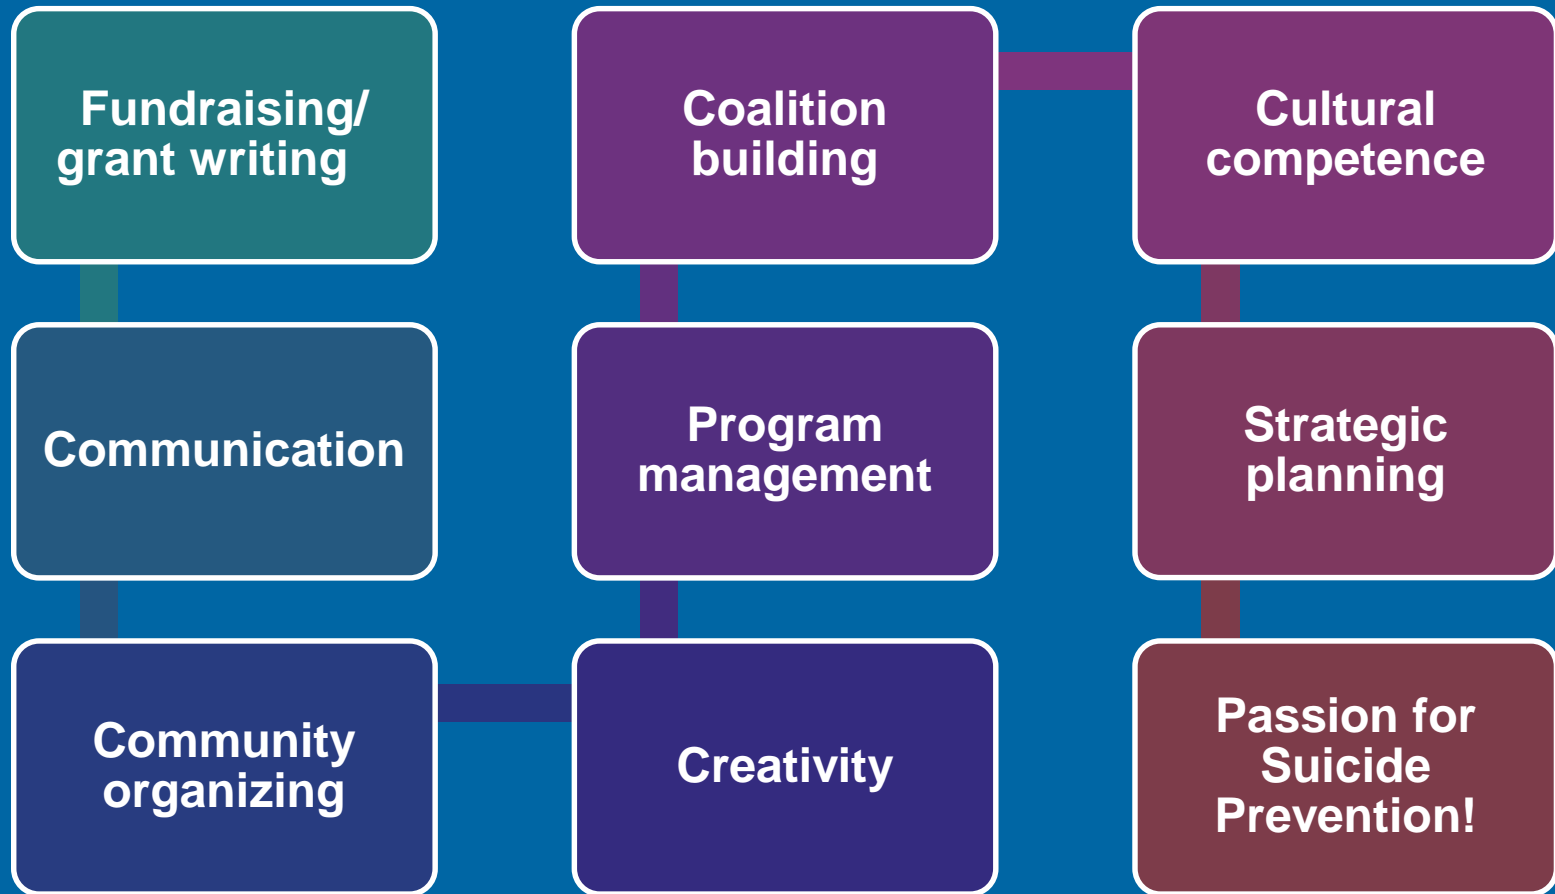 Fundraising/
grant writing
Communication
Community
organizing
Creativity
Program
management
Coalition
building
Cultural
competence
Strategic
planning
Passion for
Suicide
Prevention!